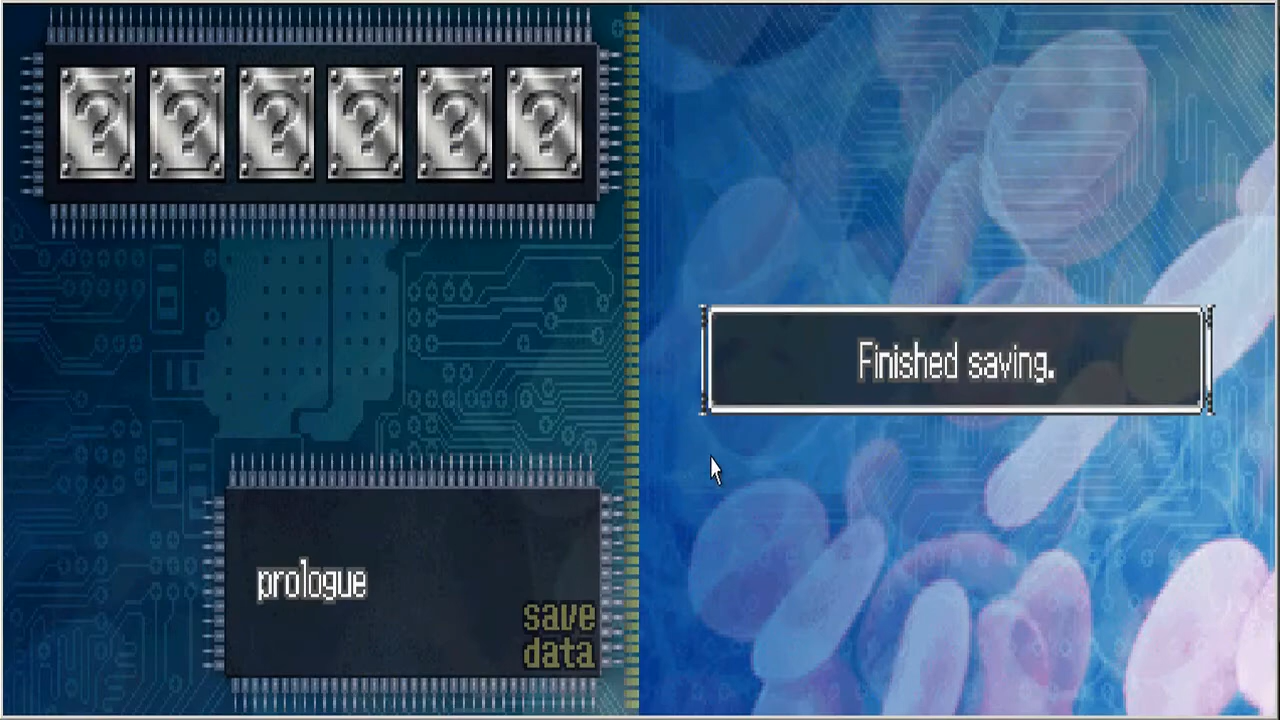 ? ? ? ? ? ?
Finished saving.
prologue
save
data